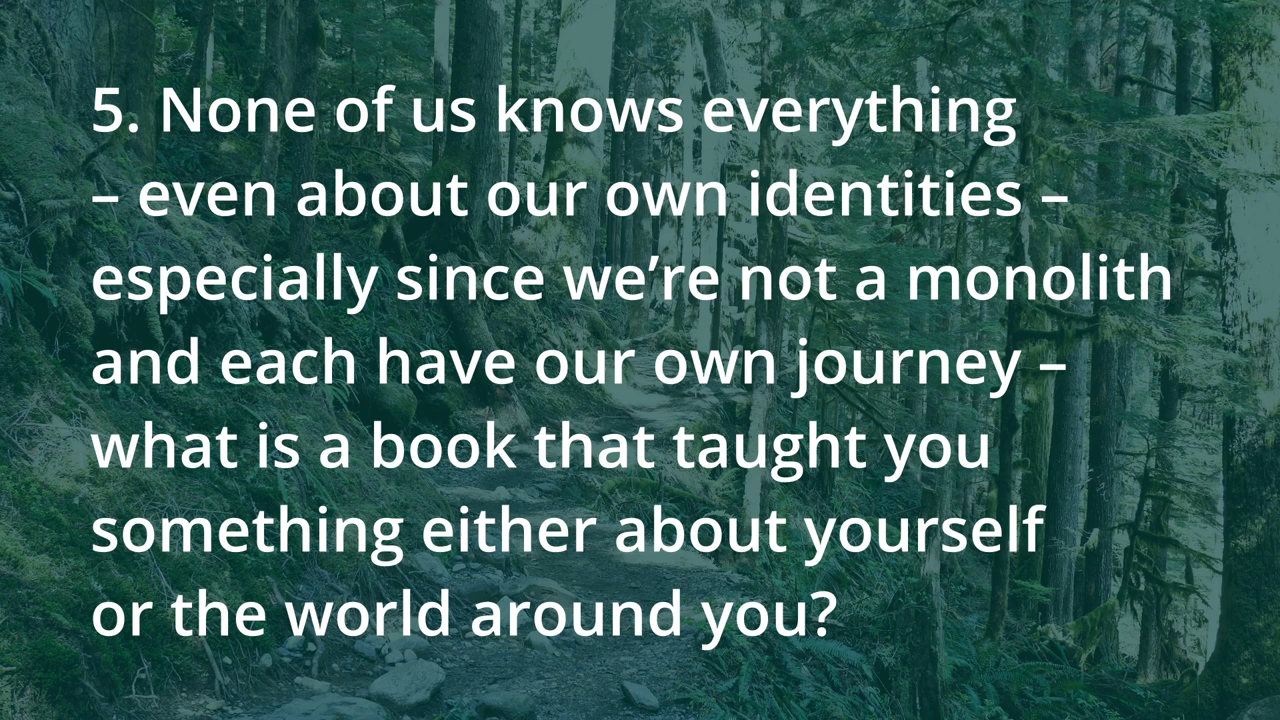 5. None of us knows everything
– even about our own identities –
especially since we’re not a monolith
and each have our own journey –
what is a book that taught you
something either about yourself
or the world around you?